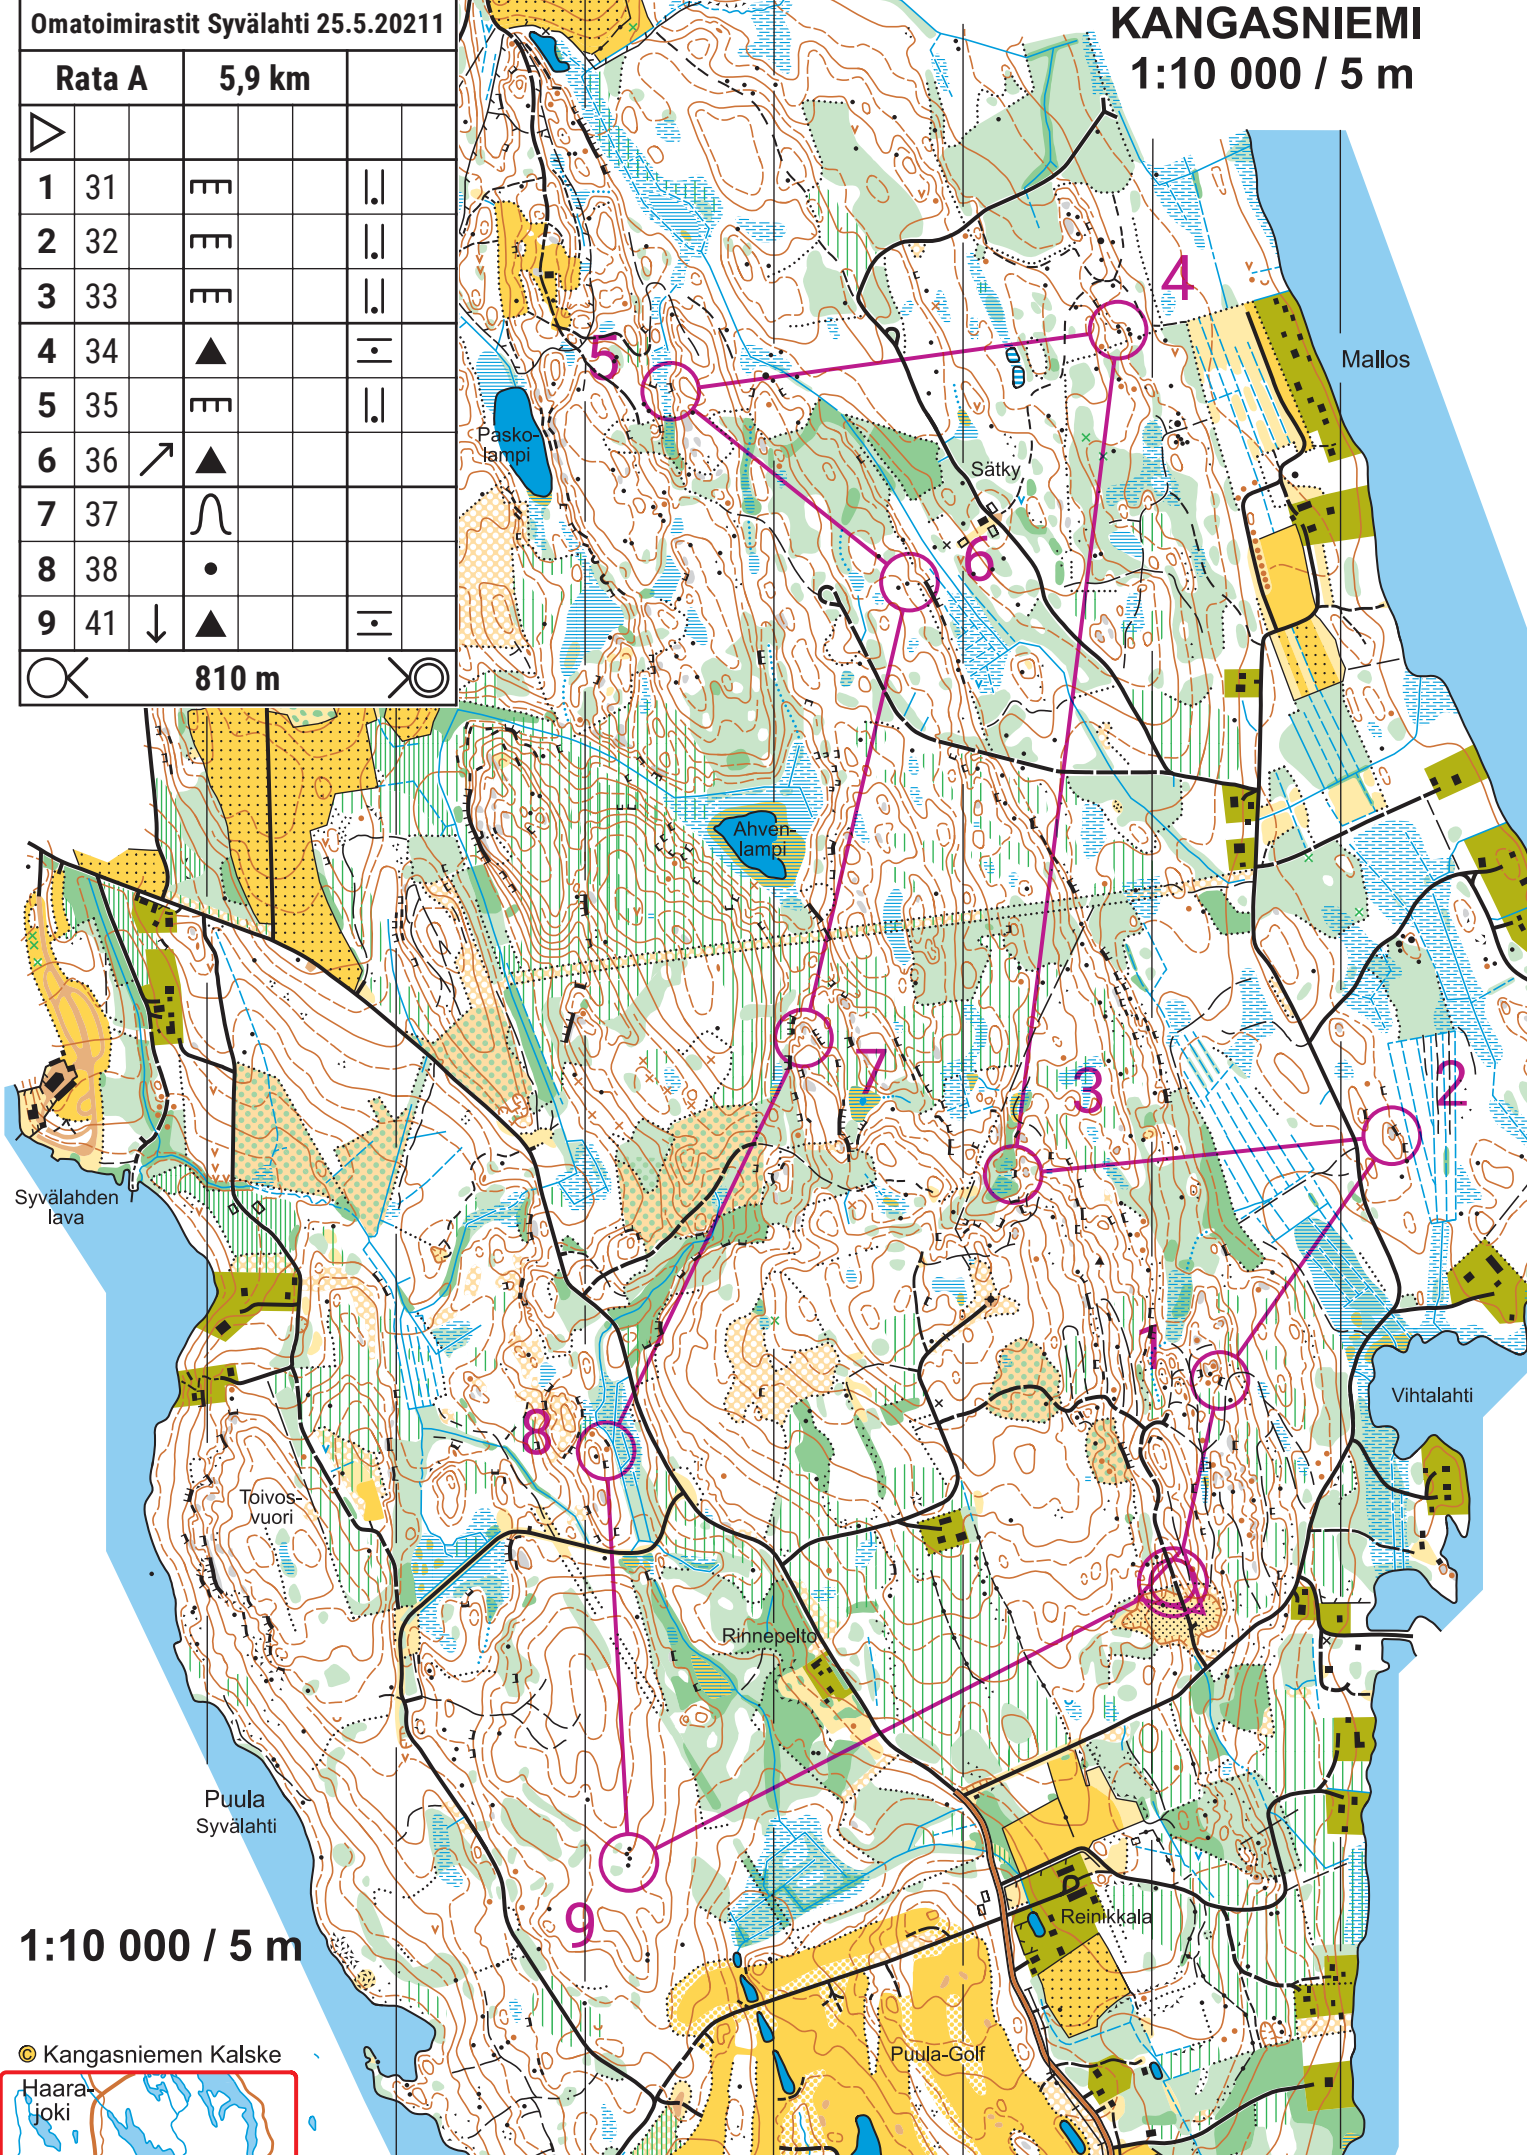 Omatoimirastit Syvälahti 25.5.20211
Rata A 5,9 km
1 31
2 32
3 33
4 34
5 35
6 36
7 37
8 38
9 41
810 m
KANGASNIEMI
1:10 000 / 5 m
4
Mallos
5
Pasko-
lampi
Sätky
6
Ahven-
lampi
7
3
2
Syvälahden
lava
1
Vihtalahti
8
Toivos-
vuori
Rinnepelto
Puula
Syvälahti
9
Reinikkala
1:10 000 / 5 m
Puula-Golf
© Kangasniemen Kalske
Haara-
joki